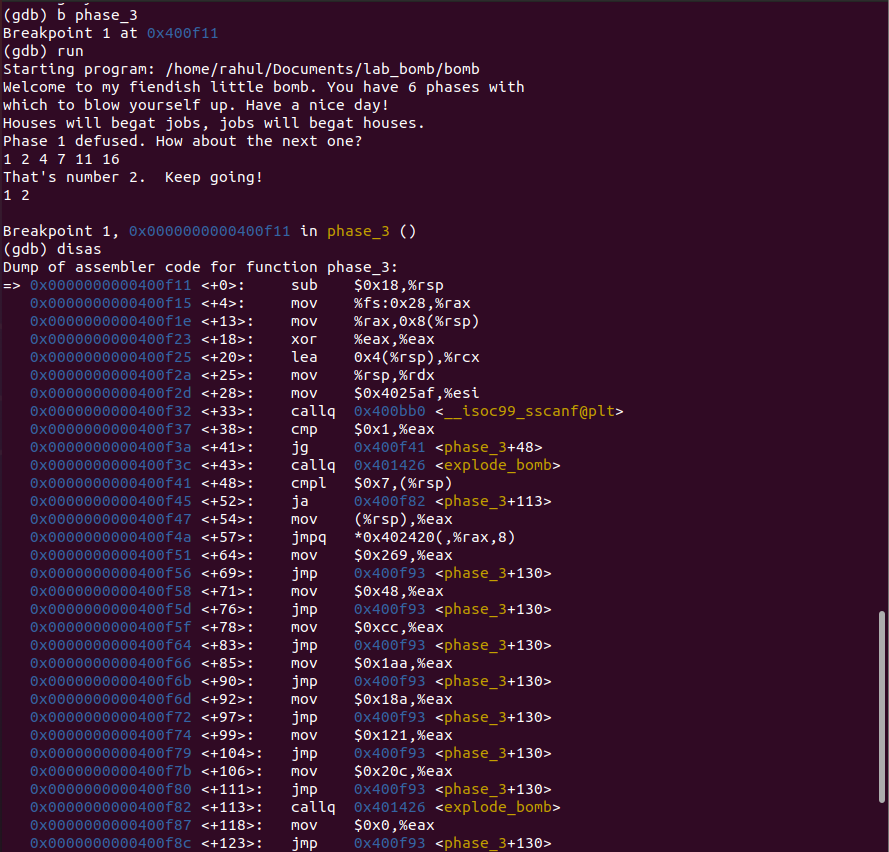 (gdb) b phase_3
Breakpoint 1 at 0x400f11
(gdb) run
Starting program: /home/rahul/Documents/lab_bomb/bomb
Welcome to my fiendish little bomb. You have 6 phases with
which to blow yourself up. Have a nice day!
Houses will begat jobs, jobs will begat houses.
Phase 1 defused. How about the next one?
1 2 4 7 11 16
That's number 2.  Keep going!
1 2
Breakpoint 1, 0x0000000000400f11 in phase_3 ()
(gdb) disas
Dump of assembler code for function phase_3:
=> 0x0000000000400f11 <+0>:     sub    $0x18,%rsp
   0x0000000000400f15 <+4>:     mov    %fs:0x28,%rax
   0x0000000000400f1e <+13>:    mov    %rax,0x8(%rsp)
   0x0000000000400f23 <+18>:    xor    %eax,%eax
   0x0000000000400f25 <+20>:    lea    0x4(%rsp),%rcx
   0x0000000000400f2a <+25>:    mov    %rsp,%rdx
   0x0000000000400f2d <+28>:    mov    $0x4025af,%esi
   0x0000000000400f32 <+33>:    callq  0x400bb0 <__isoc99_sscanf@plt>
   0x0000000000400f37 <+38>:    cmp    $0x1,%eax
   0x0000000000400f3a <+41>:    jg     0x400f41 <phase_3+48>
   0x0000000000400f3c <+43>:    callq  0x401426 <explode_bomb>
   0x0000000000400f41 <+48>:    cmpl   $0x7,(%rsp)
   0x0000000000400f45 <+52>:    ja     0x400f82 <phase_3+113>
   0x0000000000400f47 <+54>:    mov    (%rsp),%eax
   0x0000000000400f4a <+57>:    jmpq   *0x402420(,%rax,8)
   0x0000000000400f51 <+64>:    mov    $0x269,%eax
   0x0000000000400f56 <+69>:    jmp    0x400f93 <phase_3+130>
   0x0000000000400f58 <+71>:    mov    $0x48,%eax
   0x0000000000400f5d <+76>:    jmp    0x400f93 <phase_3+130>
   0x0000000000400f5f <+78>:    mov    $0xcc,%eax
   0x0000000000400f64 <+83>:    jmp    0x400f93 <phase_3+130>
   0x0000000000400f66 <+85>:    mov    $0x1aa,%eax
   0x0000000000400f6b <+90>:    jmp    0x400f93 <phase_3+130>
   0x0000000000400f6d <+92>:    mov    $0x18a,%eax
   0x0000000000400f72 <+97>:    jmp    0x400f93 <phase_3+130>
   0x0000000000400f74 <+99>:    mov    $0x121,%eax
   0x0000000000400f79 <+104>:   jmp    0x400f93 <phase_3+130>
   0x0000000000400f7b <+106>:   mov    $0x20c,%eax
   0x0000000000400f80 <+111>:   jmp    0x400f93 <phase_3+130>
   0x0000000000400f82 <+113>:   callq  0x401426 <explode_bomb>
   0x0000000000400f87 <+118>:   mov    $0x0,%eax
   0x0000000000400f8c <+123>:   jmp    0x400f93 <phase_3+130>